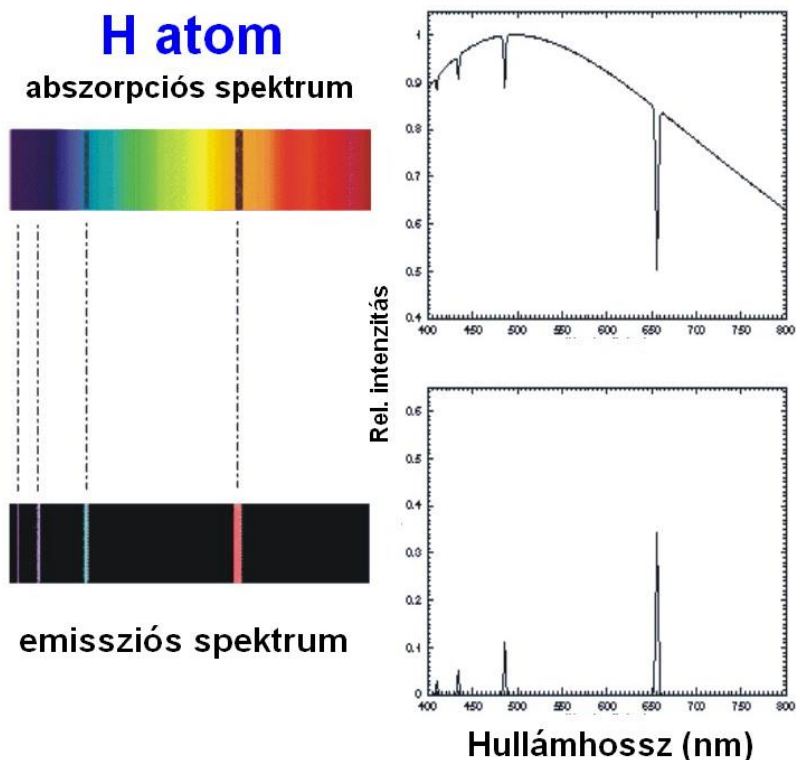 H atom
abszorpciós spektrum
emissziós spektrum
Rel. intenzitás
1
0.9
0.8
0.7
0.6
0.5
0.4
400 450 500 550 600 650 700 750 800
0.6
0.5
0.4
0.3
0.2
0.1
0
400 450 500 550 600 650 700 750 800
Hullámhossz (nm)